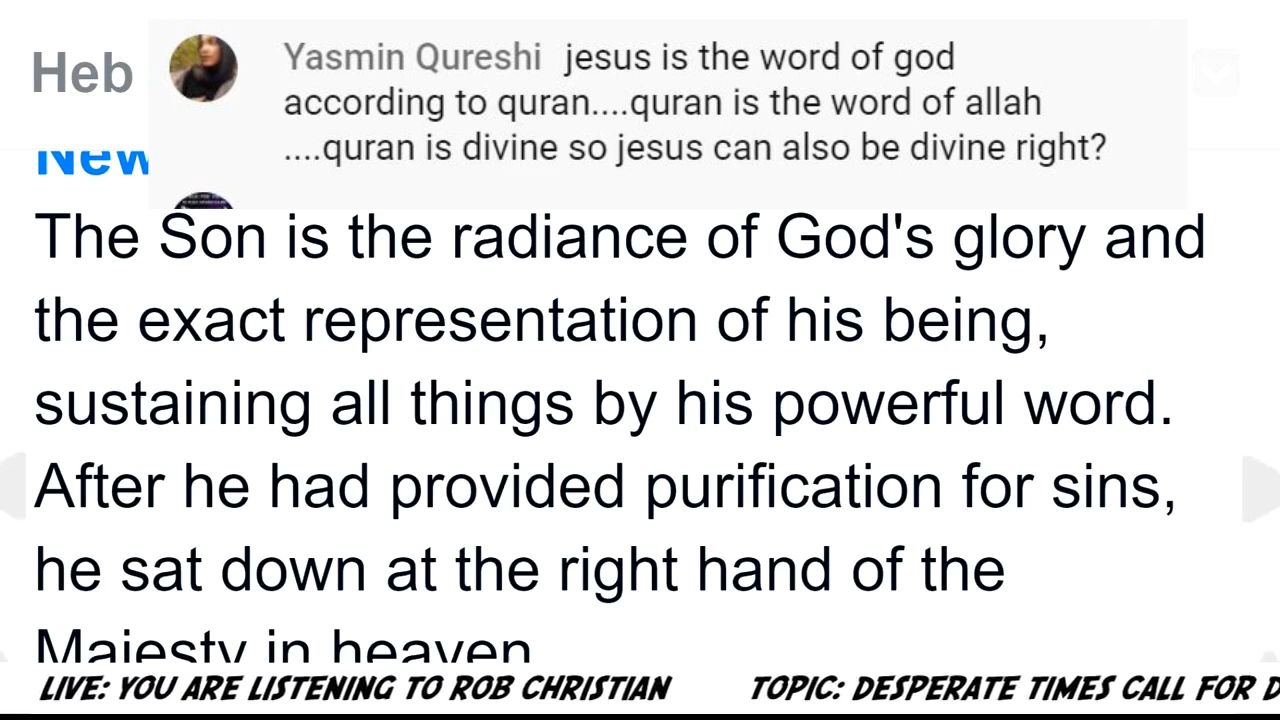 Heb
Yasmin Qureshi jesus is the word of god
according to quran....quran is the word of allah
....quran is divine so jesus can also be divine right?
New
The Son is the radiance of God's glory and
the exact representation of his being,
sustaining all things by his powerful word.
After he had provided purification for sins,
he sat down at the right hand of the
Majesty in heaven
LIVE: YOU ARE LISTENING TO ROB CHRISTIAN
TOPIC: DESPERATE TIMES CALL FOR D